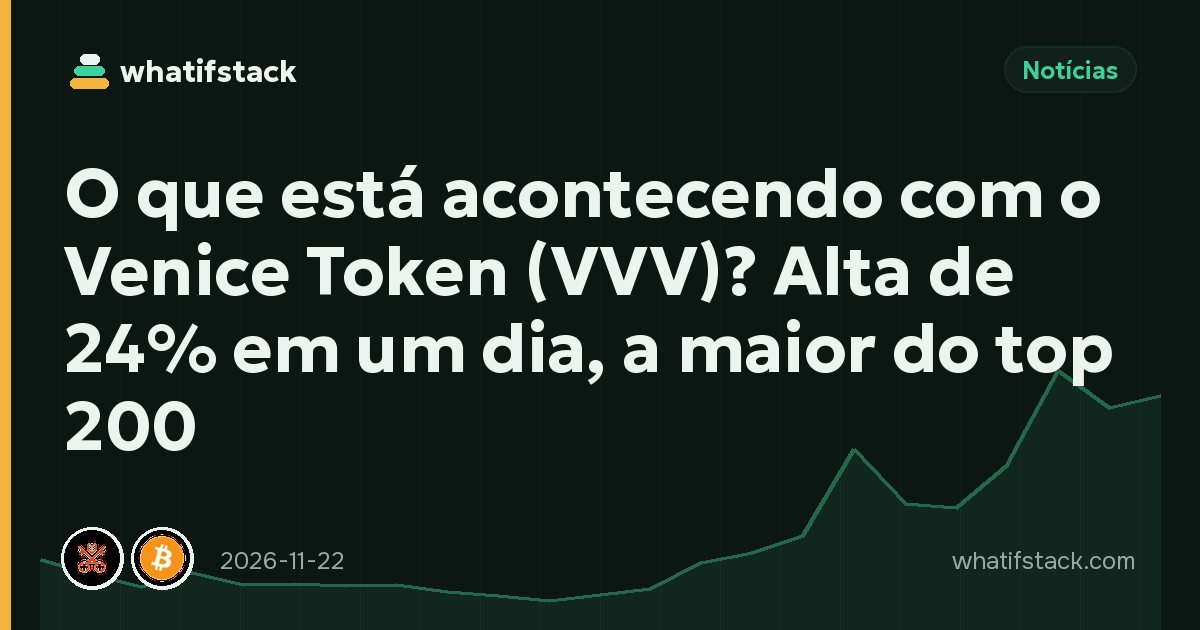 whatifstack
Notícias
O que está acontecendo com o
Venice Token (VVV)? Alta de
24% em um dia, a maior do top
200
2026-11-22
whatifstack.com